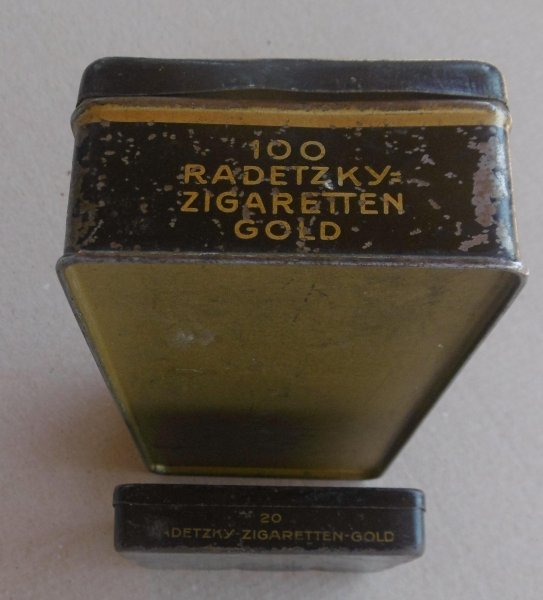 100
RADETZKY=
ZIGARETTEN
GOLD
20
ADETZKY-ZIGARETTEN-GOLD